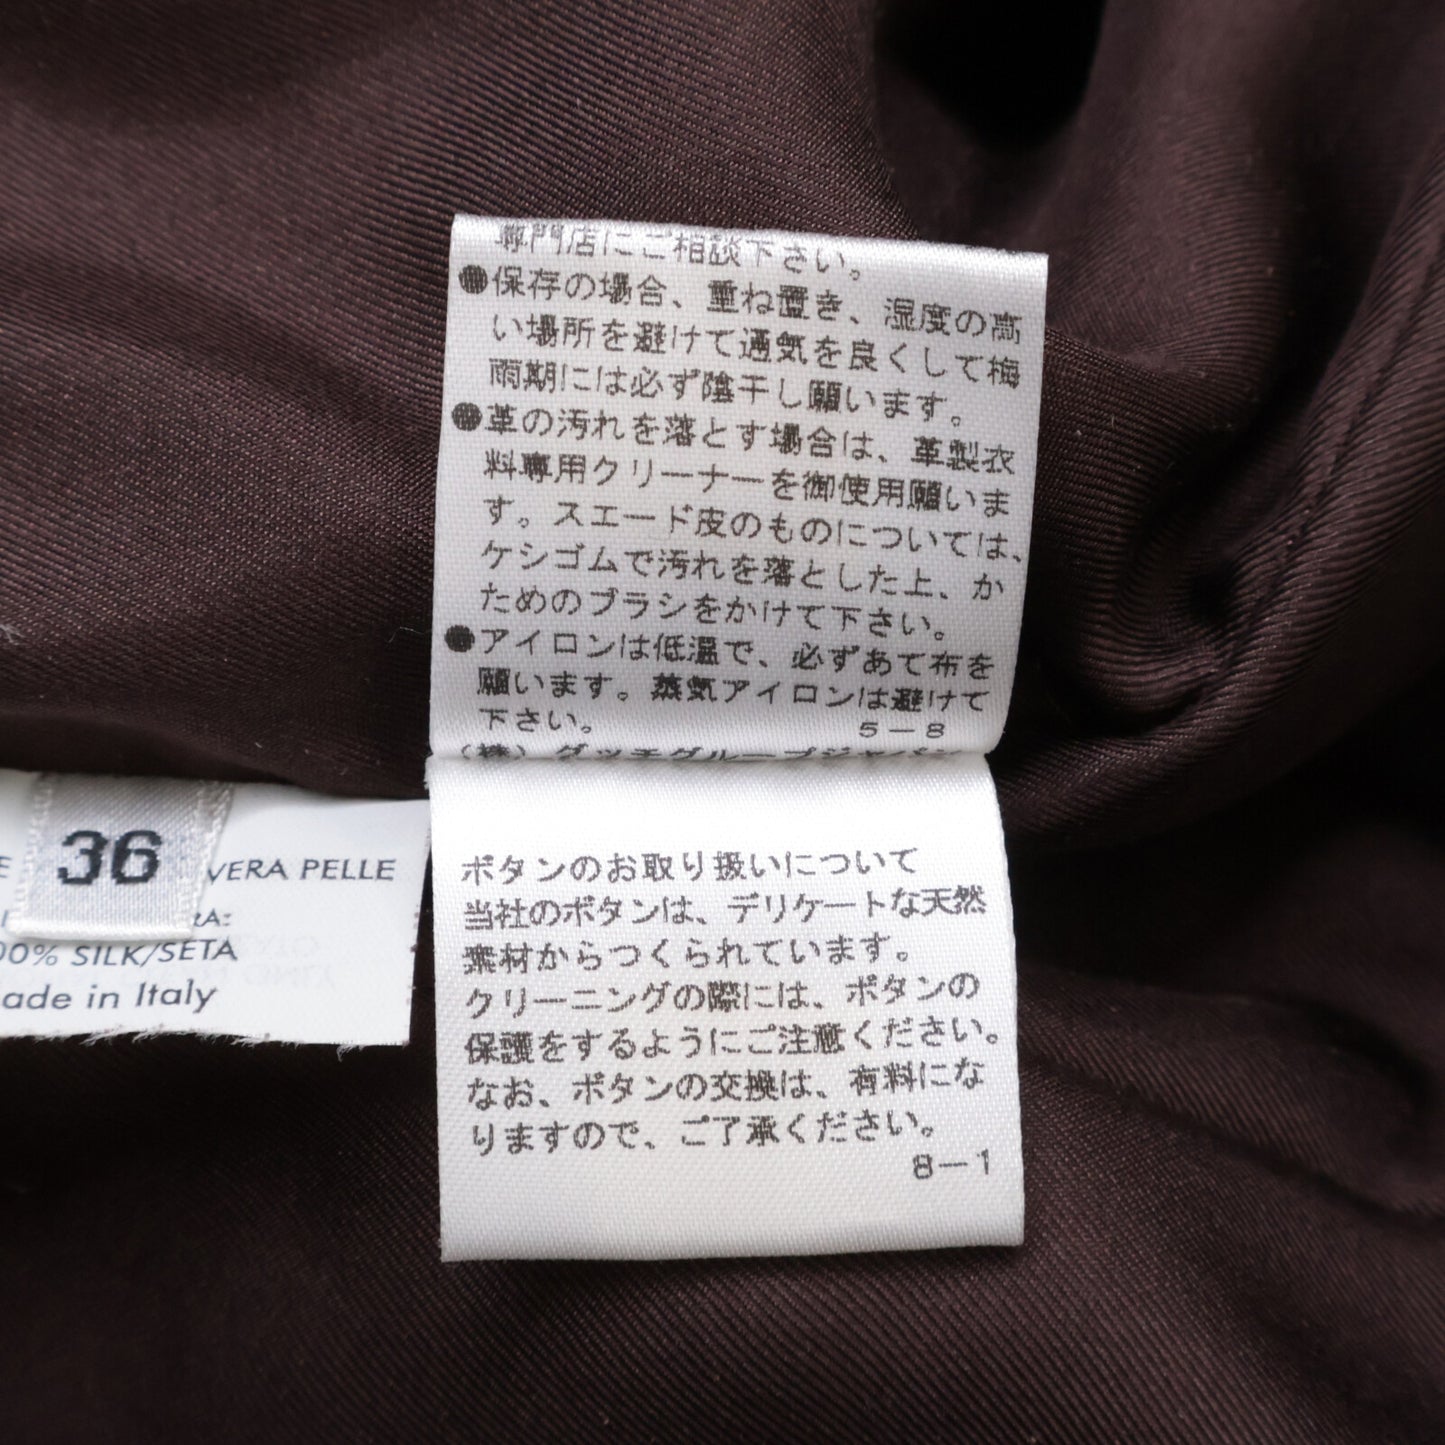 専門店にご相談下さい。
●保存の場合、重ね置き、湿度の高
い場所を避けて通気を良くして梅
雨期には必ず陰干し願います。
●革の汚れを落とす場合は、革製衣
料専用クリーナーを御使用願いま
す。スエード皮のものについては、
ケシゴムで汚れを落とした上、か
ためのブラシをかけて下さい。
●アイロンは低温で、必ずあて布を
願います。蒸気アイロンは避けて
下さい。 5-8
(株)グッチグループジャパン
36
VERA PELLE
RA:
00% SILK/SETA
ade in Italy
ボタンのお取り扱いについて
当社のボタンは、デリケートな天然
素材からつくられています。
クリーニングの際には、ボタンの
保護をするようにご注意ください。
なお、ボタンの交換は、有料にな
りますので、ご了承ください。
8-1